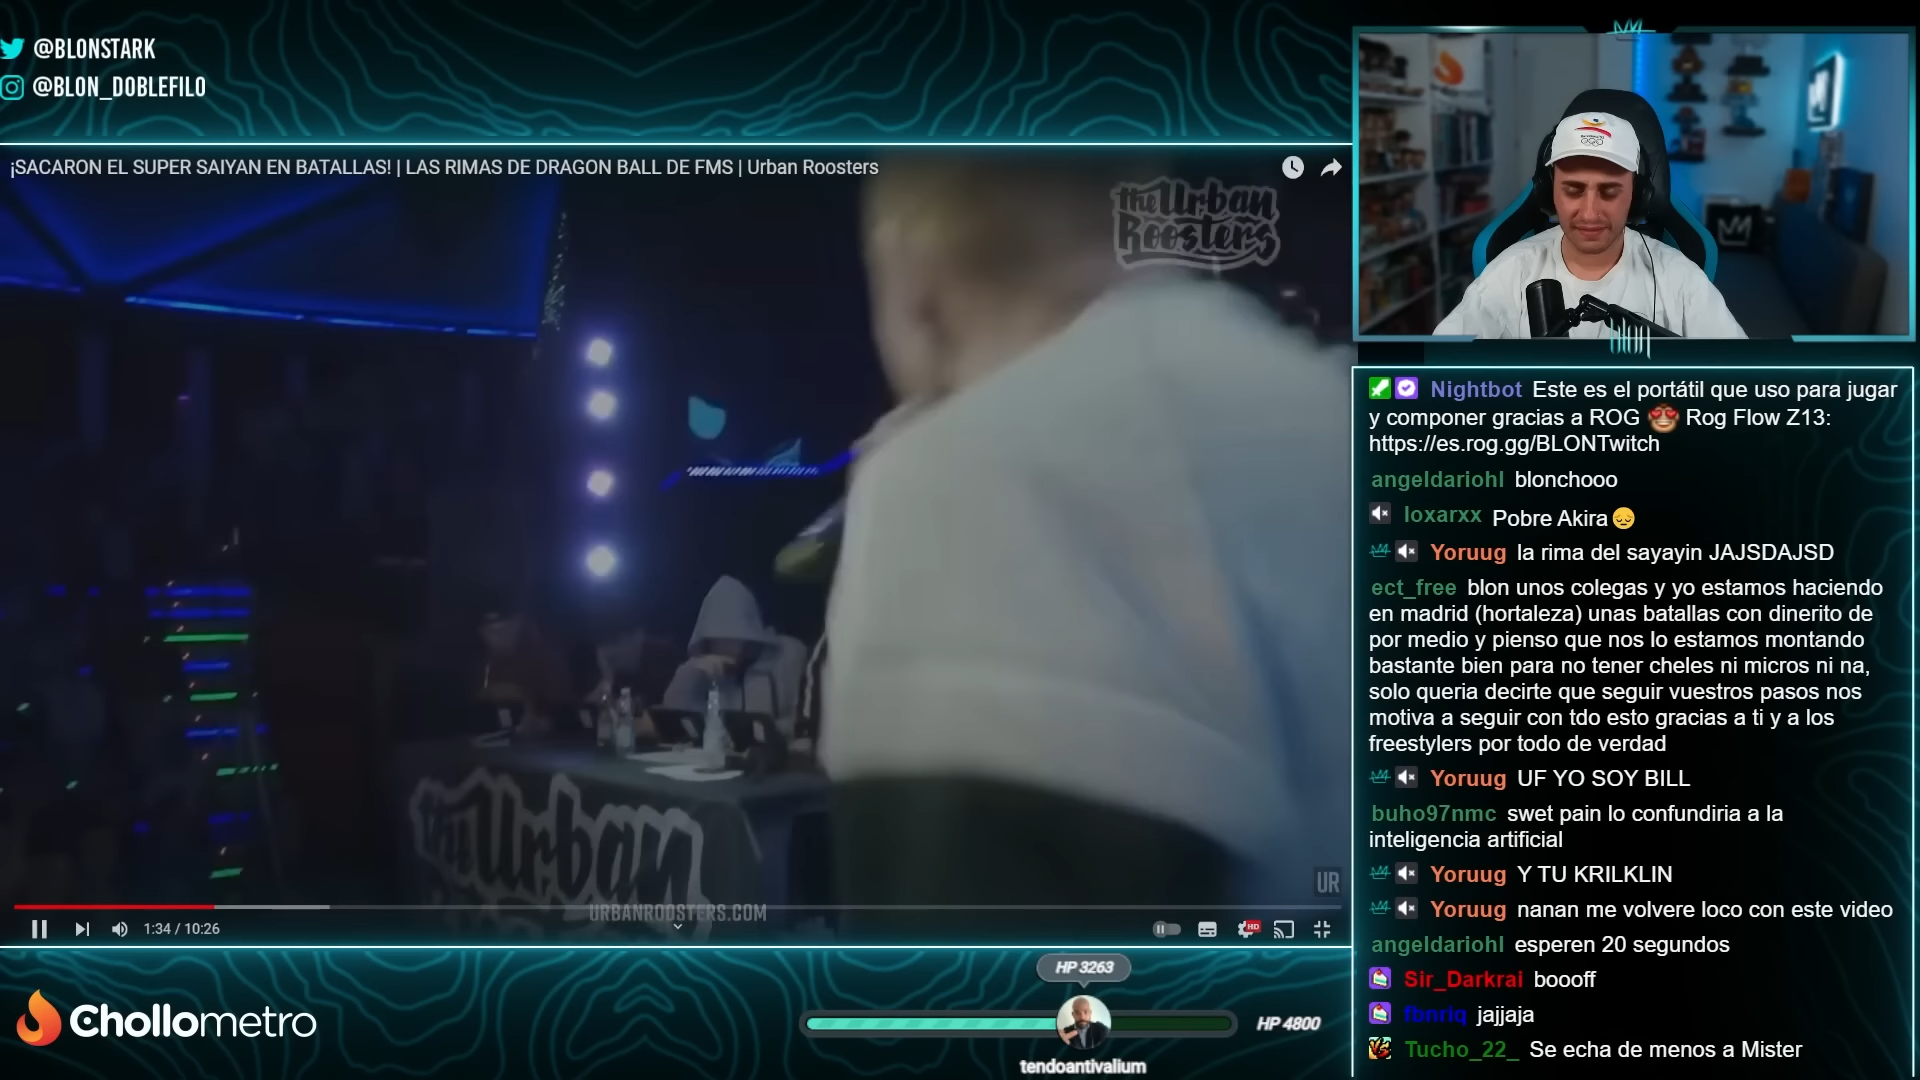 @BLONSTARK
@BLON_DOBLEFILO
¡SACARON EL SUPER SAIYAN EN BATALLAS! | LAS RIMAS DE DRAGON BALL DE FMS | Urban Roosters
the Urban
Roosters
the Urban
UR
URBANROOSTERS.COM
1:34 / 10:26
HD
Nightbot Este es el portátil que uso para jugar
y componer gracias a ROG Rog Flow Z13:
https://es.rog.gg/BLONTwitch
angeldariohl blonchooo
loxarxx Pobre Akira
Yoruug la rima del sayayin JAJSDAJSD
ect_free blon unos colegas y yo estamos haciendo
en madrid (hortaleza) unas batallas con dinerito de
por medio y pienso que nos lo estamos montando
bastante bien para no tener cheles ni micros ni na,
solo queria decirte que seguir vuestros pasos nos
motiva a seguir con tdo esto gracias a ti y a los
freestylers por todo de verdad
Yoruug UF YO SOY BILL
buho97nmc swet pain lo confundiria a la
inteligencia artificial
Yoruug Y TU KRILKLIN
Yoruug nanan me volvere loco con este video
angeldariohl esperen 20 segundos
Sir_Darkrai boooff
fbnrlq jajjaja
Tucho_22_ Se echa de menos a Mister
Chollometro
HP 3263
HP 4800
tendoantivalium